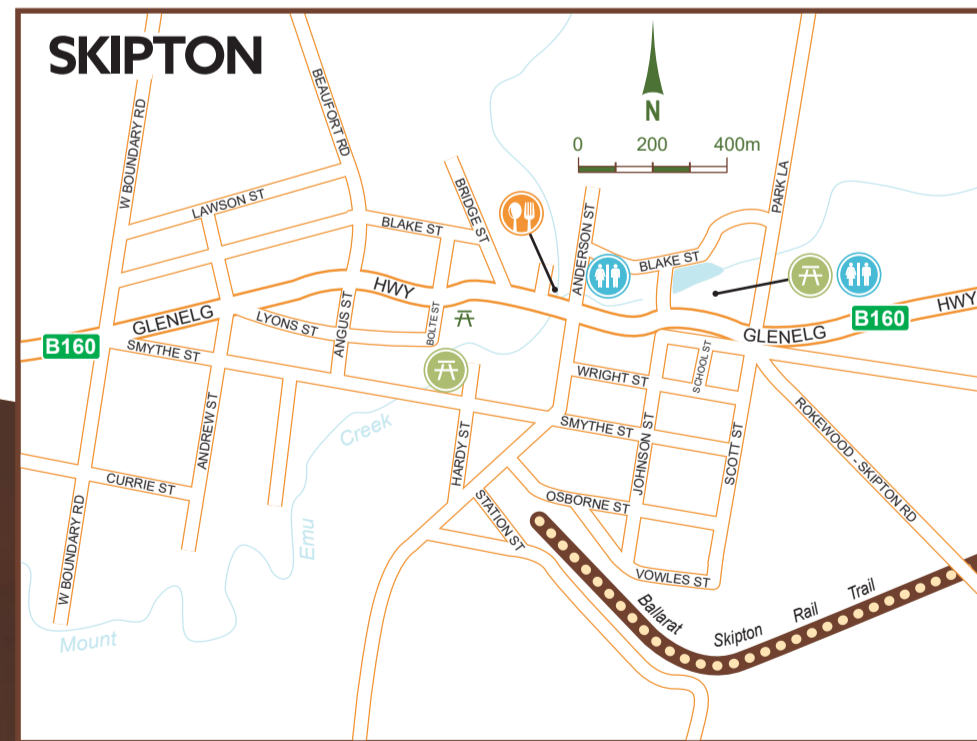 SKIPTON
N
0 200 400m
W BOUNDARY RD
BEAUFORT RD
LAWSON ST
BLAKE ST
BRIDGE ST
ANDERSON ST
PARK LA
BLAKE ST
HWY
HWY
B160
GLENELG
GLENELG
B160
LYONS ST
ANGUS ST
BOLTE ST
SMYTHE ST
WRIGHT ST
SCHOOL ST
ANDREW ST
Creek
HARDY ST
SMYTHE ST
JOHNSON ST
SCOTT ST
ROKEWOOD - SKIPTON RD
CURRIE ST
W BOUNDARY RD
Emu
STATION ST
OSBORNE ST
VOWLES ST
Mount
Ballarat
Skipton
Rail
Trail